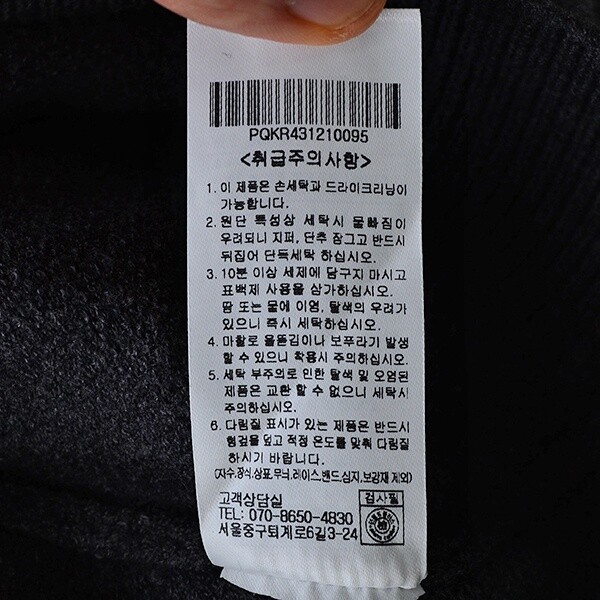 PQKR431210095
<취급주의사항>
1. 이 제품은 손세탁과 드라이크리닝이
가능합니다.
2. 원단 특성상 세탁시 물빠짐이
우려되니 지퍼, 단추 잠그고 반드시
뒤집어 단독세탁 하십시오.
3. 10분 이상 세제에 담구지 마시고
표백제 사용을 삼가하십시오.
땀 또는 물에 이염, 탈색의 우려가
있으니 즉시 세탁하십시오.
4. 마찰로 올뜯김이나 보푸라기 발생
할 수 있으니 착용시 주의하십시오.
5. 세탁 부주의로 인한 탈색 및 오염된
제품은 교환 할 수 없으니 세탁시
주의하십시오.
6. 다림질 표시가 있는 제품은 반드시
헝겊을 덮고 적정 온도를 맞춰 다림질
하시기 바랍니다.
(자수,장식,상표,무늬,레이스,밴드,심지,보강재 제외)
고객상담실
검사필
TEL: 070-8650-4830
서울중구퇴계로6길3-24